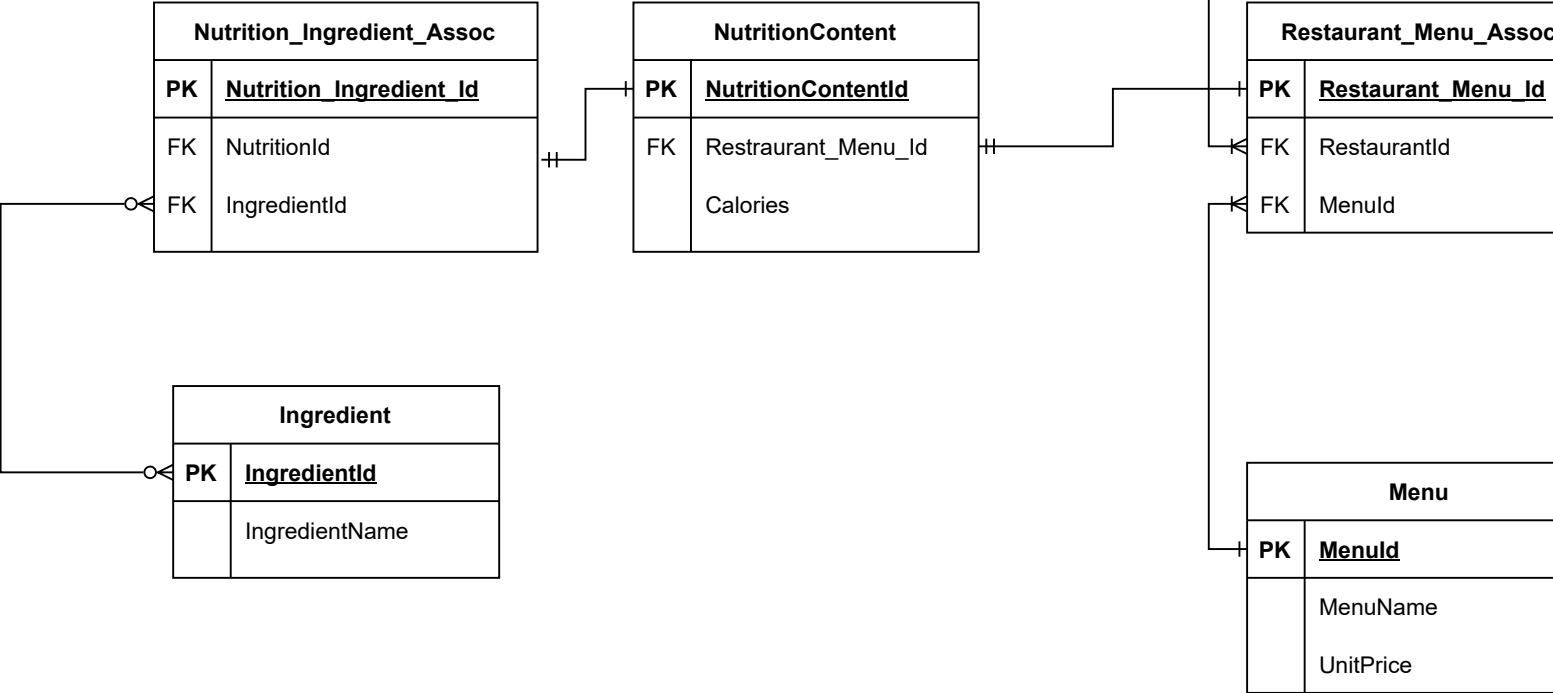 Nutrition_Ingredient_Assoc
PK Nutrition_Ingredient_Id
FK NutritionId
FK IngredientId
NutritionContent
PK NutritionContentId
FK Restraurant_Menu_Id
Calories
Restaurant_Menu_Assoc
PK Restaurant_Menu_Id
FK RestaurantId
FK MenuId
Ingredient
PK IngredientId
IngredientName
Menu
PK MenuId
MenuName
UnitPrice